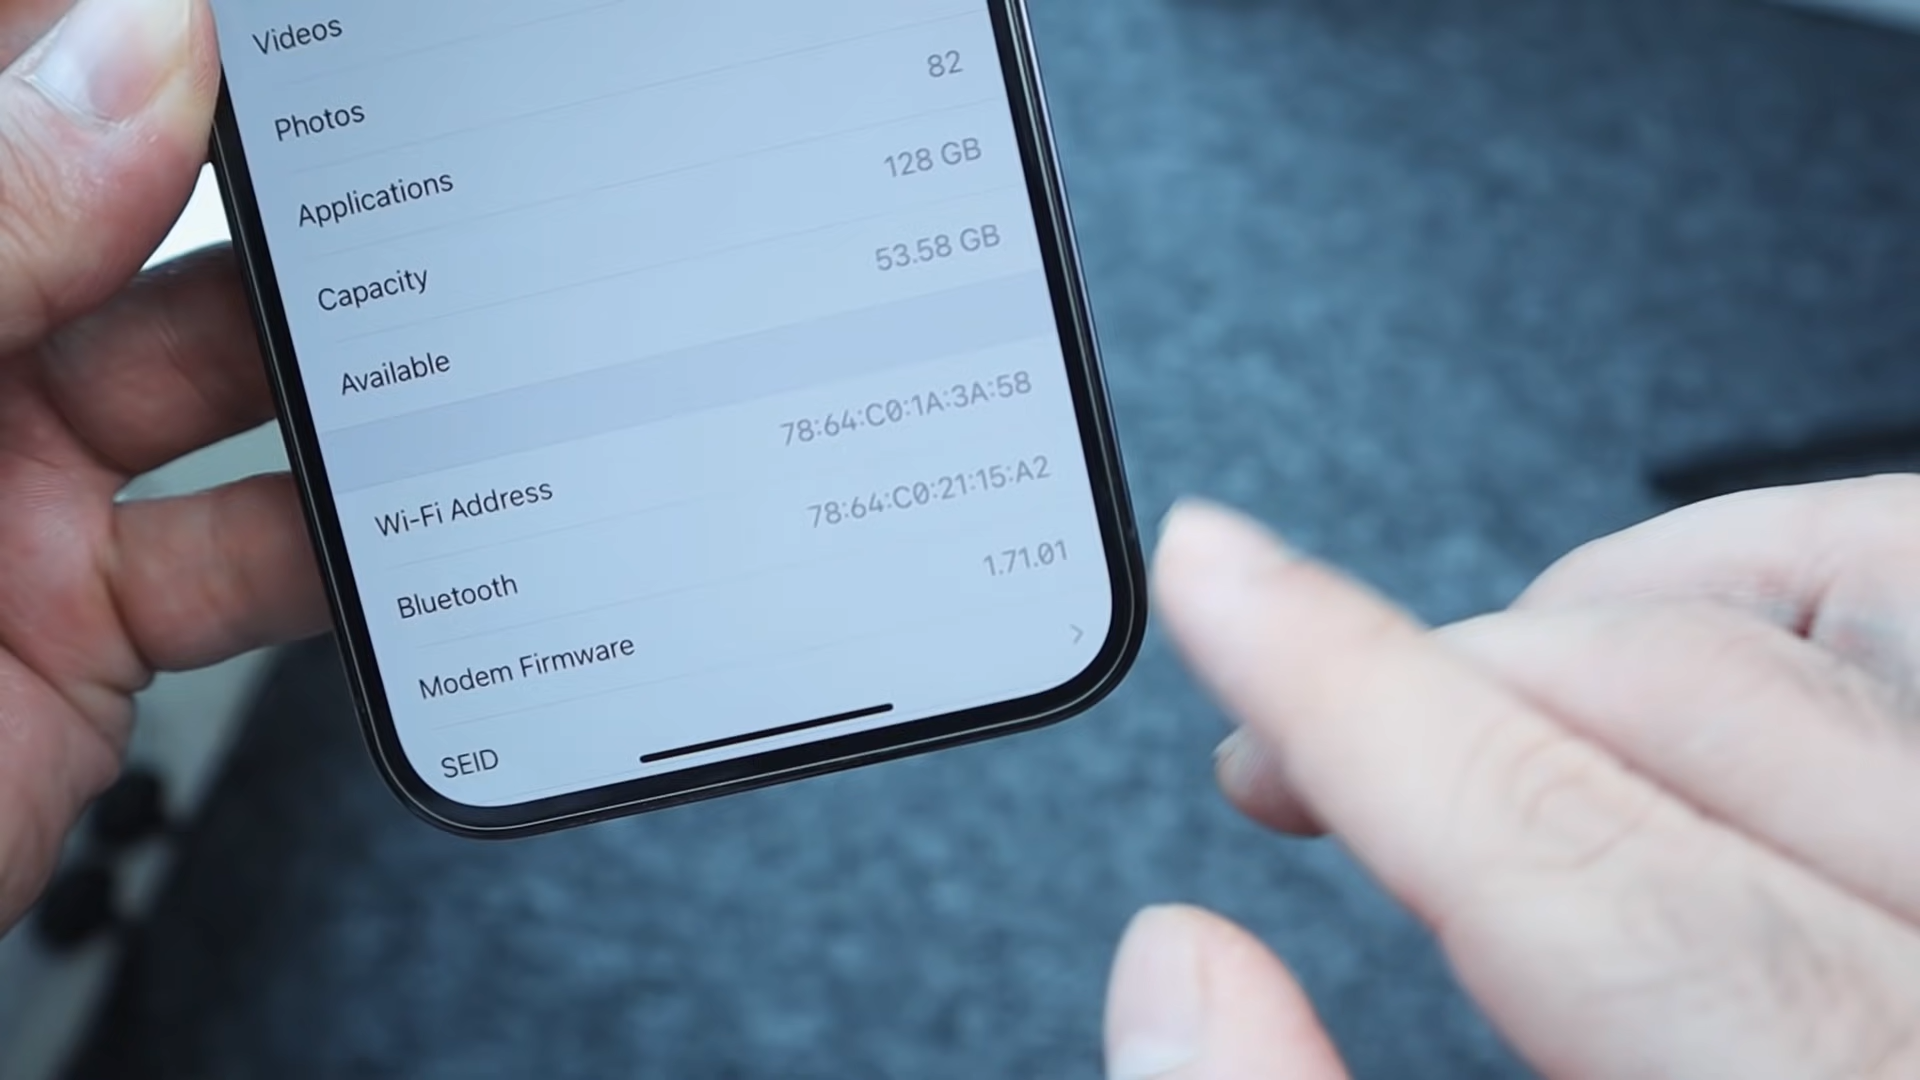 Videos
Photos
Applications 82
Capacity 128 GB
Available 53.58 GB
Wi-Fi Address 78:64:C0:1A:3A:58
Bluetooth 78:64:C0:21:15:A2
Modem Firmware 1.71.01
SEID